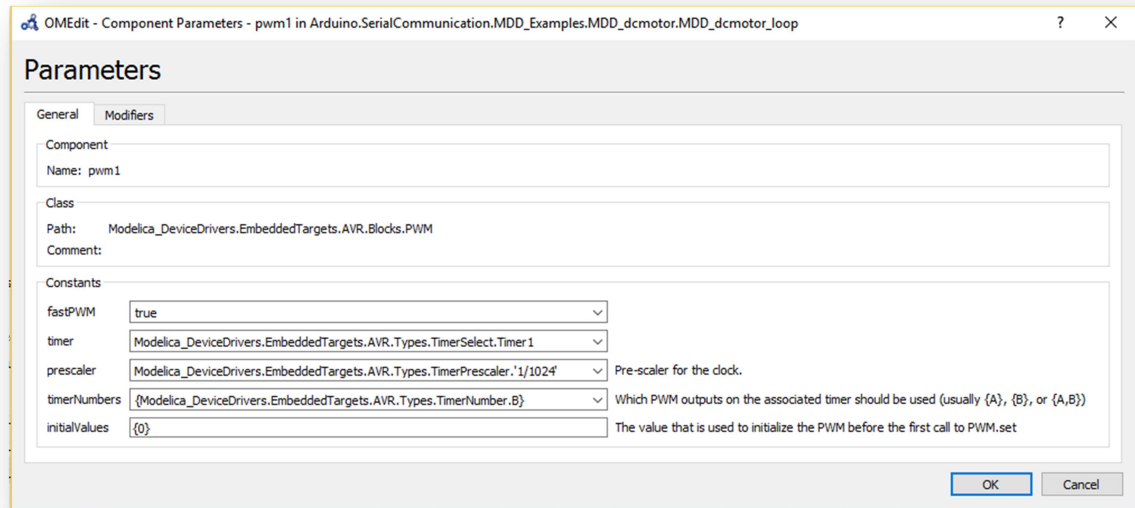 OMEdit - Component Parameters - pwm1 in Arduino.SerialCommunication.MDD_Examples.MDD_dcmotor.MDD_dcmotor_loop
Parameters
General Modifiers
Component
Name: pwm1
Class
Path: Modelica_DeviceDrivers.EmbeddedTargets.AVR.Blocks.PWM
Comment:
Constants
fastPWM true
timer Modelica_DeviceDrivers.EmbeddedTargets.AVR.Types.TimerSelect.Timer1
prescaler Modelica_DeviceDrivers.EmbeddedTargets.AVR.Types.TimerPrescaler.'1/1024' Pre-scaler for the clock.
timerNumbers {Modelica_DeviceDrivers.EmbeddedTargets.AVR.Types.TimerNumber.B} Which PWM outputs on the associated timer should be used (usually {A}, {B}, or {A,B})
initialValues {0} The value that is used to initialize the PWM before the first call to PWM.set
OK Cancel